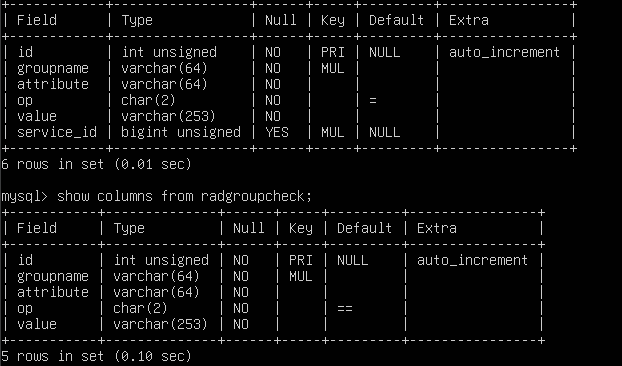 +------------+-----------------+------+-----+---------+----------------+
| Field      | Type            | Null | Key | Default | Extra          |
+------------+-----------------+------+-----+---------+----------------+
| id         | int unsigned    | NO   | PRI | NULL    | auto_increment |
| groupname  | varchar(64)     | NO   | MUL |         |                |
| attribute  | varchar(64)     | NO   |     |         |                |
| op         | char(2)         | NO   |     | =       |                |
| value      | varchar(253)    | NO   |     |         |                |
| service_id | bigint unsigned | YES  | MUL | NULL    |                |
+------------+-----------------+------+-----+---------+----------------+
6 rows in set (0.01 sec)
mysql> show columns from radgroupcheck;
+-----------+--------------+------+-----+---------+----------------+
| Field     | Type         | Null | Key | Default | Extra          |
+-----------+--------------+------+-----+---------+----------------+
| id        | int unsigned | NO   | PRI | NULL    | auto_increment |
| groupname | varchar(64)  | NO   | MUL |         |                |
| attribute | varchar(64)  | NO   |     |         |                |
| op        | char(2)      | NO   |     | ==      |                |
| value     | varchar(253) | NO   |     |         |                |
+-----------+--------------+------+-----+---------+----------------+
5 rows in set (0.10 sec)